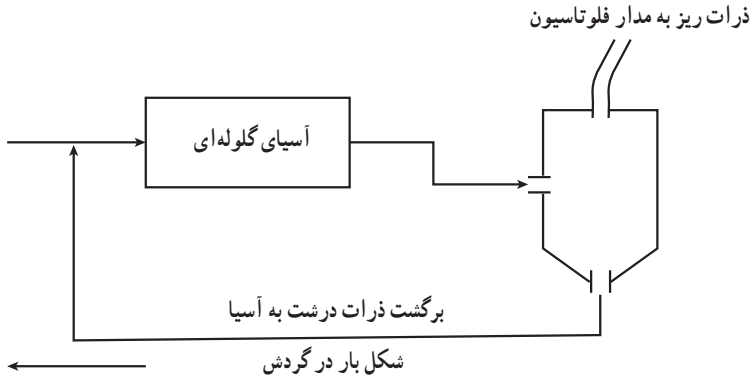 ذرات ریز به مدار فلوتاسیون
آسیای گلوله‌ای
برگشت ذرات درشت به آسیا
شکل بار در گردش